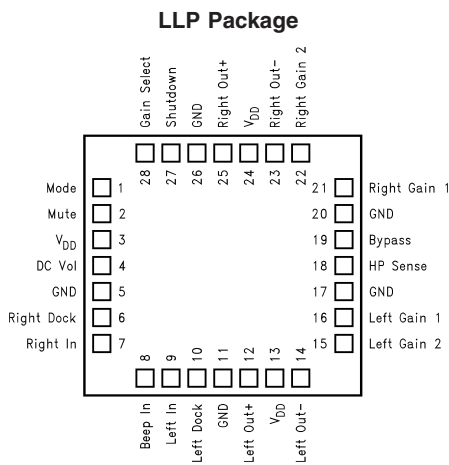 LLP Package
Gain Select
Shutdown
GND
Right Out+
VDD
Right Out-
Right Gain 2
28
27
26
25
24
23
22
Mode 1
Mute 2
VDD 3
DC Vol 4
GND 5
Right Dock 6
Right In 7
21 Right Gain 1
20 GND
19 Bypass
18 HP Sense
17 GND
16 Left Gain 1
15 Left Gain 2
8
9
10
11
12
13
14
Beep In
Left In
Left Dock
GND
Left Out+
VDD
Left Out-